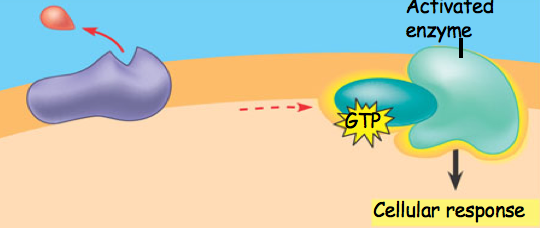 Activated
enzyme
GTP
Cellular response